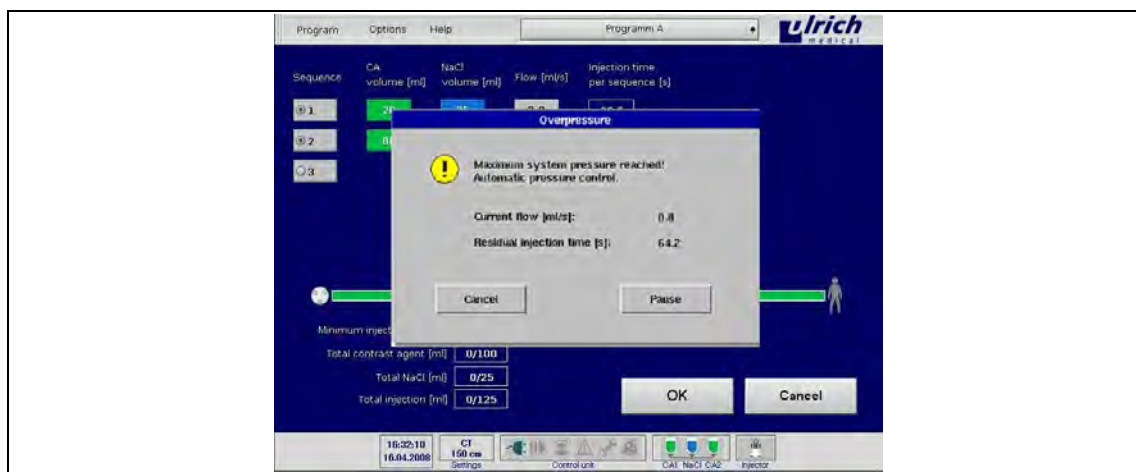 Program Options Help Programm A ulrich medical
Sequence CA volume [ml] NaCl volume [ml] Flow [ml/s] Injection time per sequence [s]
1 20
2
3
Overpressure
Maximum system pressure reached!
Automatic pressure control.
Current flow [ml/s]: 0.8
Residual injection time [s]: 64.2
Cancel Pause
Minimum inject
Total contrast agent [ml] 0/100
Total NaCl [ml] 0/25
Total injection [ml] 0/125
OK Cancel
16:32:10
16.04.2008
CT
150 cm
Settings
Control unit
CA1 NaCl CA2
Injector